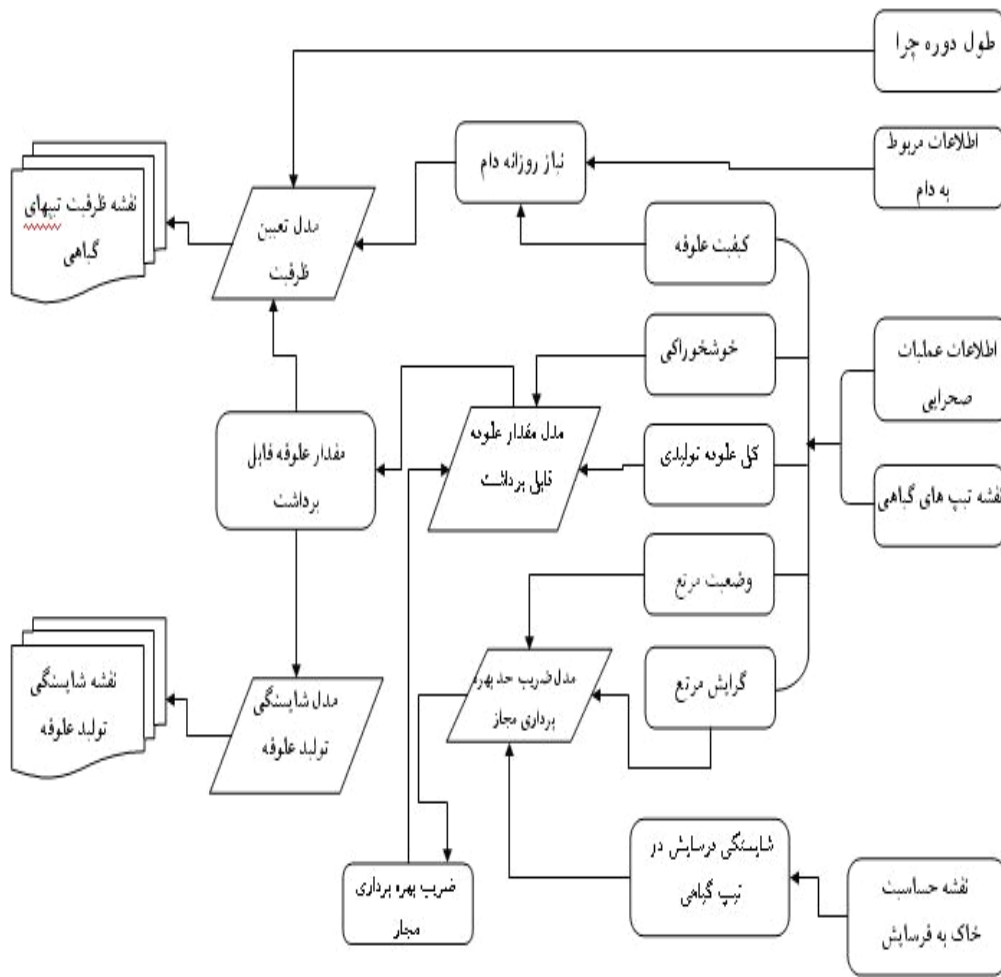 طول دوره چرا
اطلاعات مربوط
به دام
نیاز روزانه دام
نقشه ظرفیت تیپهای
گیاهی
مدل تعیین
ظرفیت
کیفیت علوفه
خوشخوراکی
اطلاعات عملیات
صحرایی
مدل مقدار علوفه
قابل برداشت
مقدار علوفه قابل
برداشت
کل علوفه تولیدی
نقشه تیپ های گیاهی
وضعیت مرتع
گرایش مرتع
مدل ضریب حد بهره
برداری مجاز
نقشه شایستگی
تولید علوفه
مدل شایستگی
تولید علوفه
شایستگی فرسایش در
تیپ گیاهی
نقشه حساسیت
خاک به فرسایش
ضریب بهره برداری
مجاز